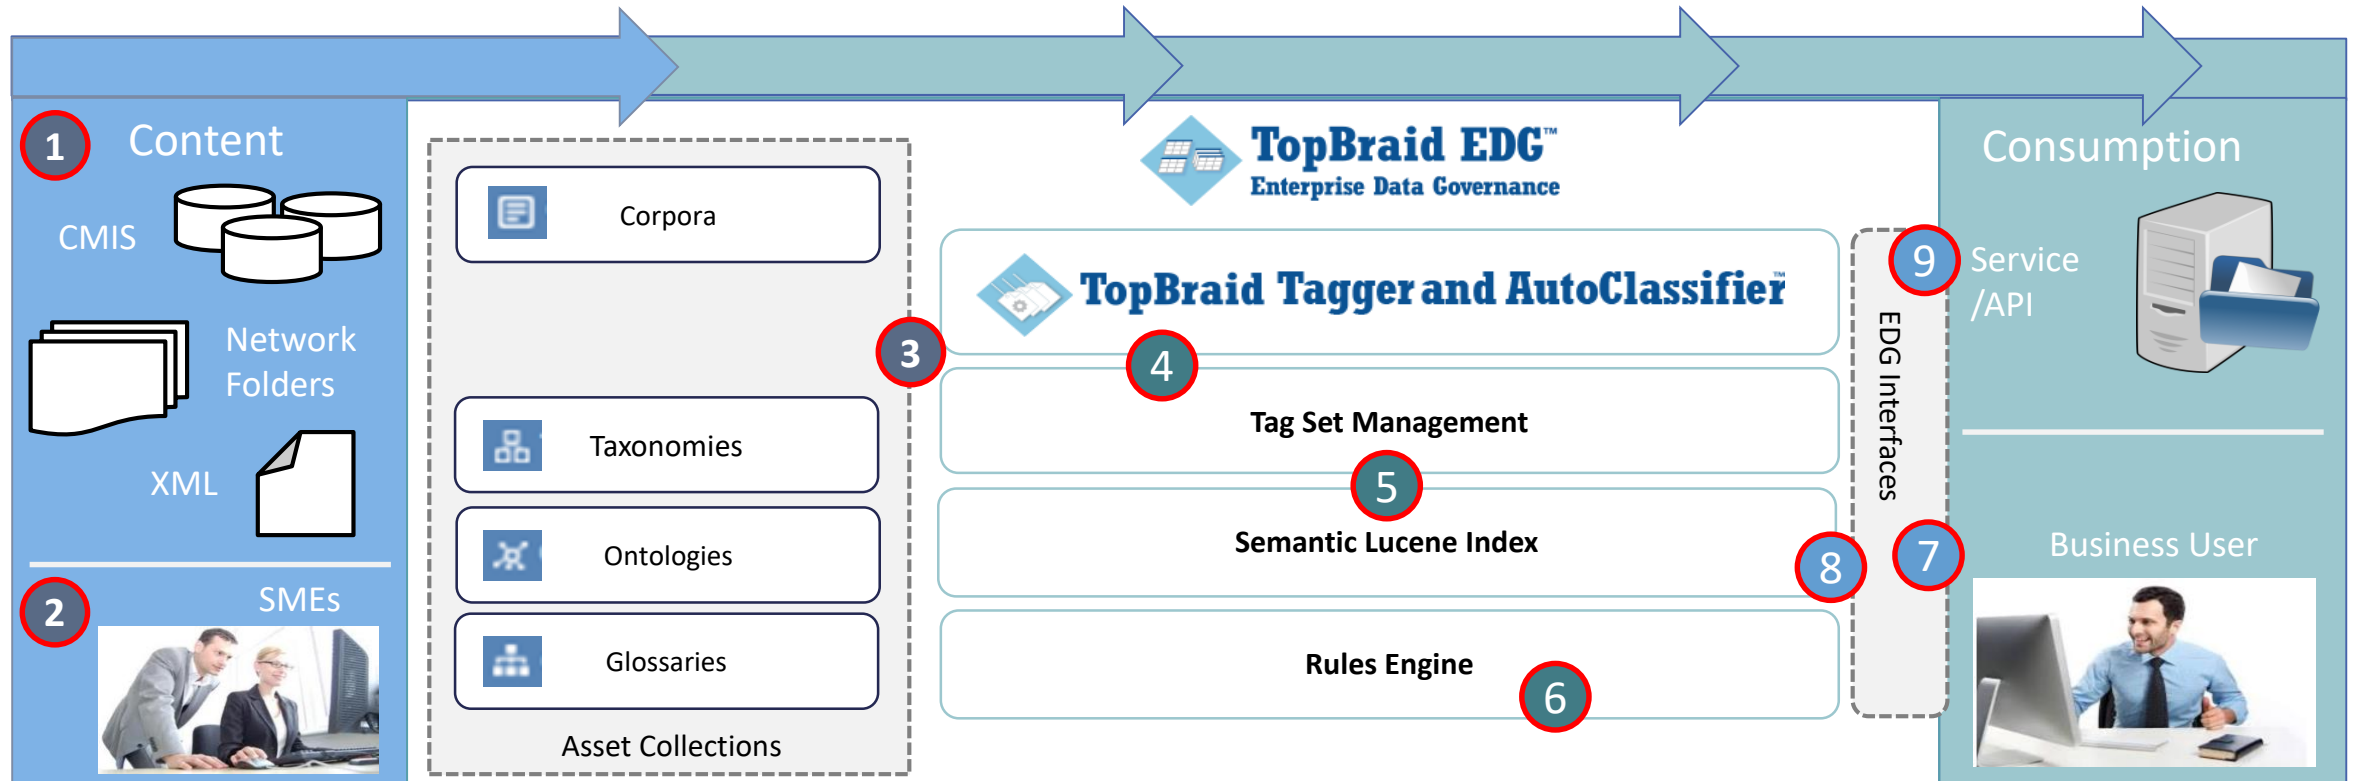 1
Content
CMIS
Network
Folders
XML
2
SMEs
Corpora
Taxonomies
Ontologies
Glossaries
Asset Collections
3
TopBraid EDG™
Enterprise Data Governance
TopBraid Tagger and AutoClassifier™
4
Tag Set Management
5
Semantic Lucene Index
8
Rules Engine
6
EDG Interfaces
Consumption
9
Service
/API
7
Business User